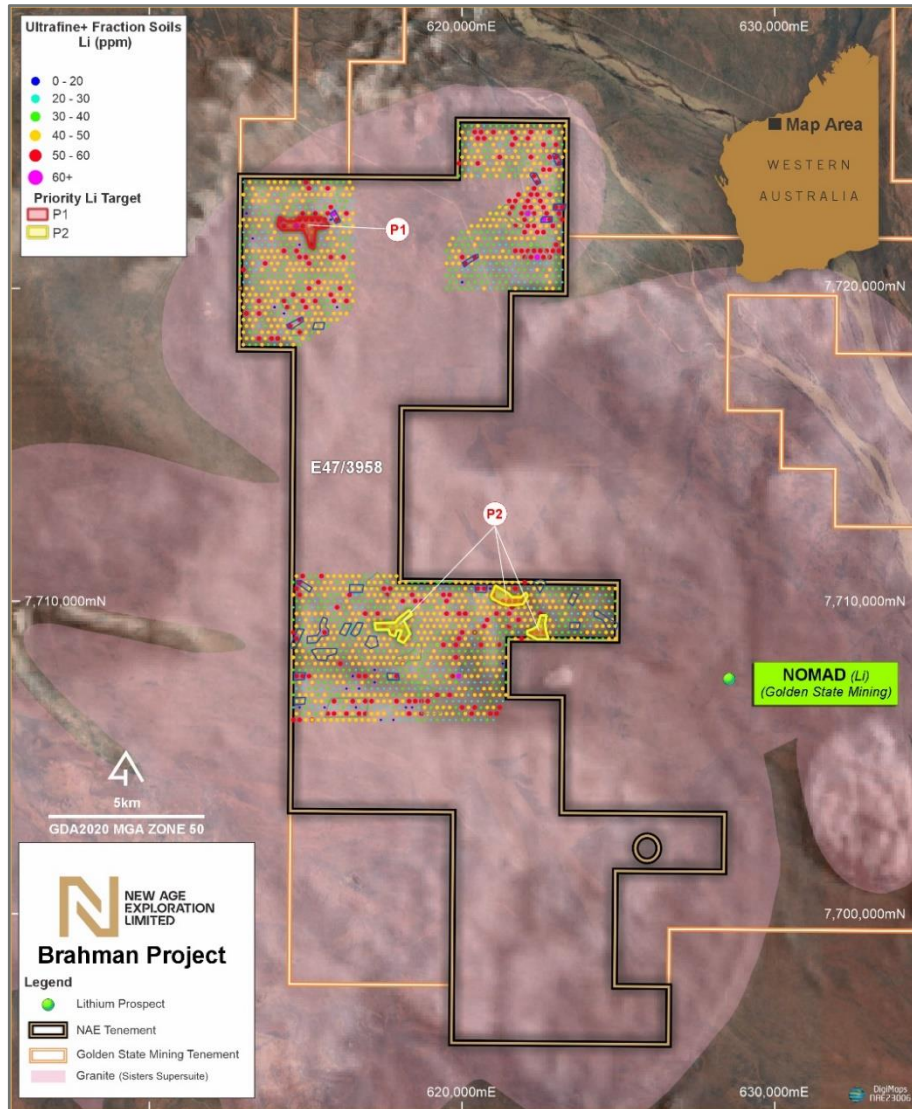 Ultrafine+ Fraction Soils
Li (ppm)
0 - 20
20 - 30
30 - 40
40 - 50
50 - 60
60+
Priority Li Target
P1
P2
620,000mE
630,000mE
Map Area
WESTERN
AUSTRALIA
P1
7,720,000mN
E47/3958
P2
7,710,000mN
7,710,000mN
NOMAD (Li)
(Golden State Mining)
5km
GDA2020 MGA ZONE 50
NEW AGE
EXPLORATION
LIMITED
Brahman Project
Legend
Lithium Prospect
NAE Tenement
Golden State Mining Tenement
Granite (Sisters Supersuite)
7,700,000mN
620,000mE
630,000mE
DigiMaps
NAE23006